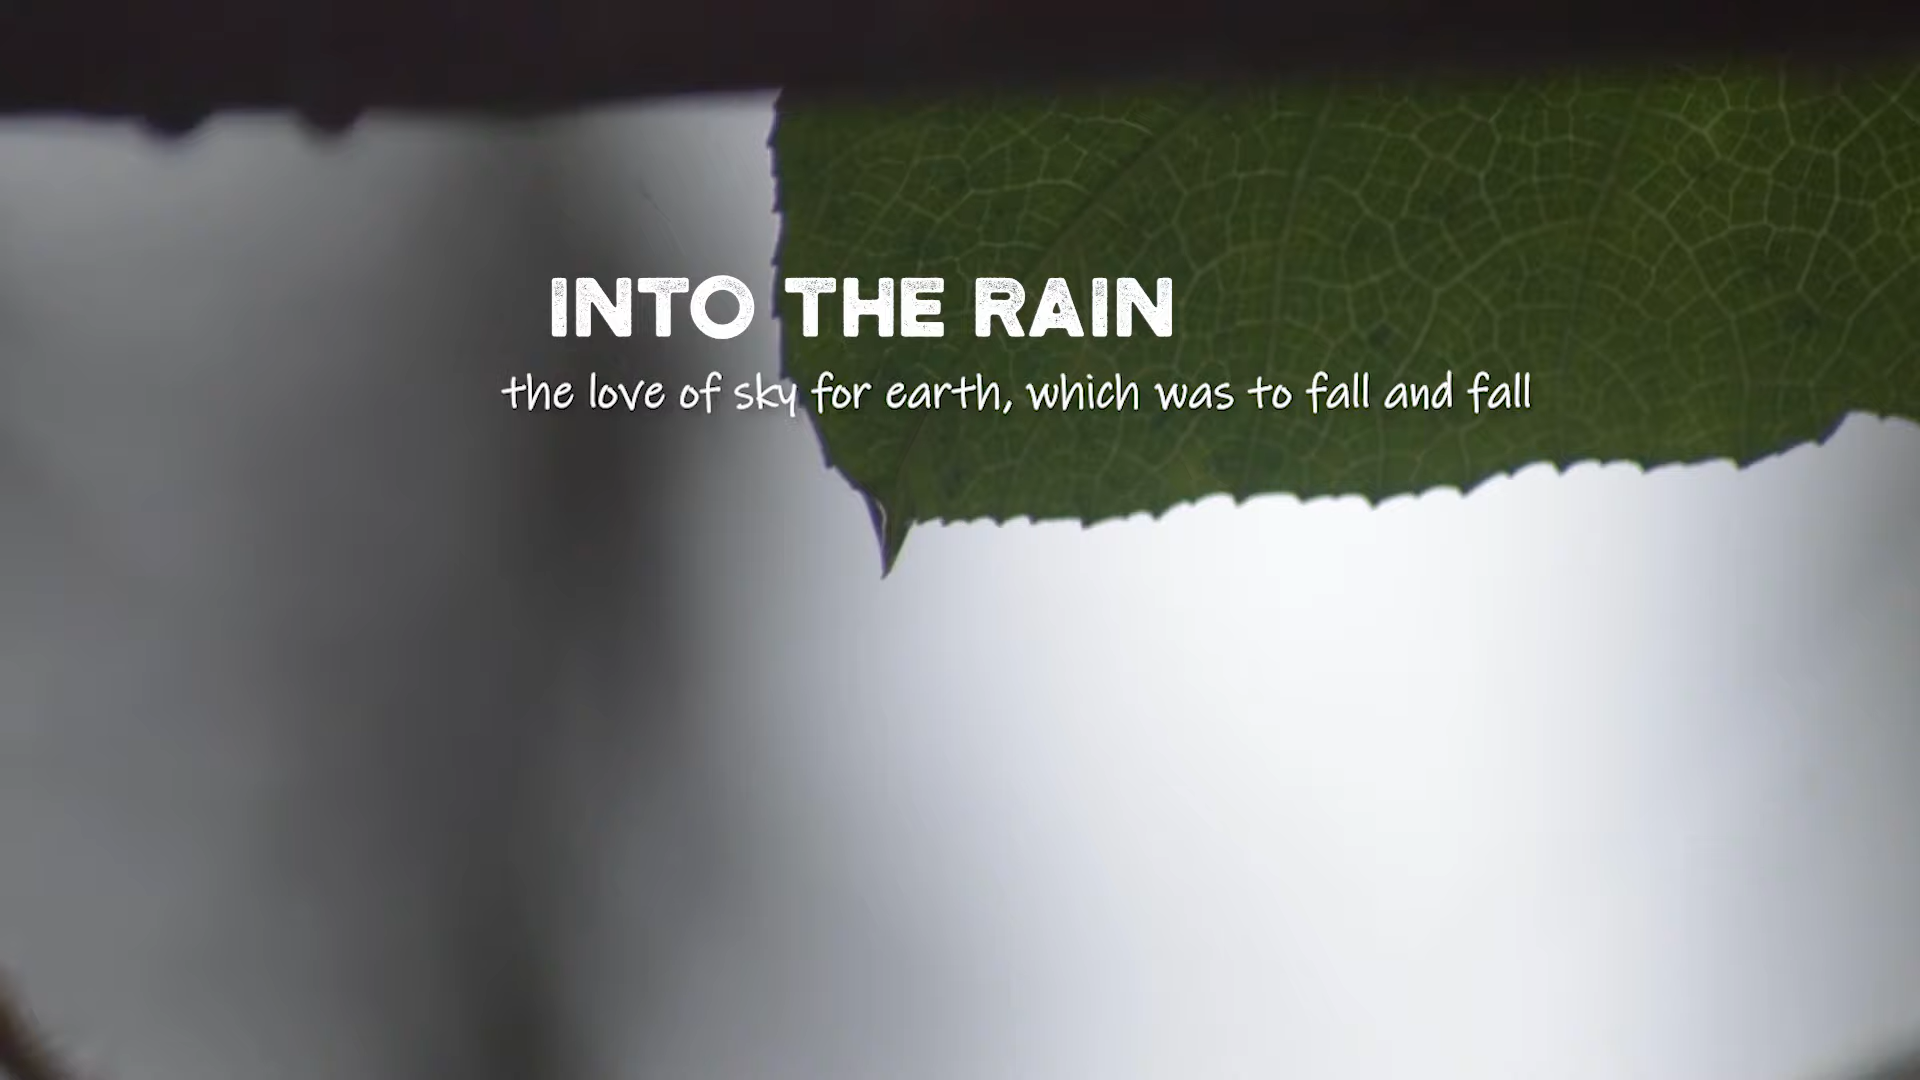 INTO THE RAIN
the love of sky for earth, which was to fall and fall